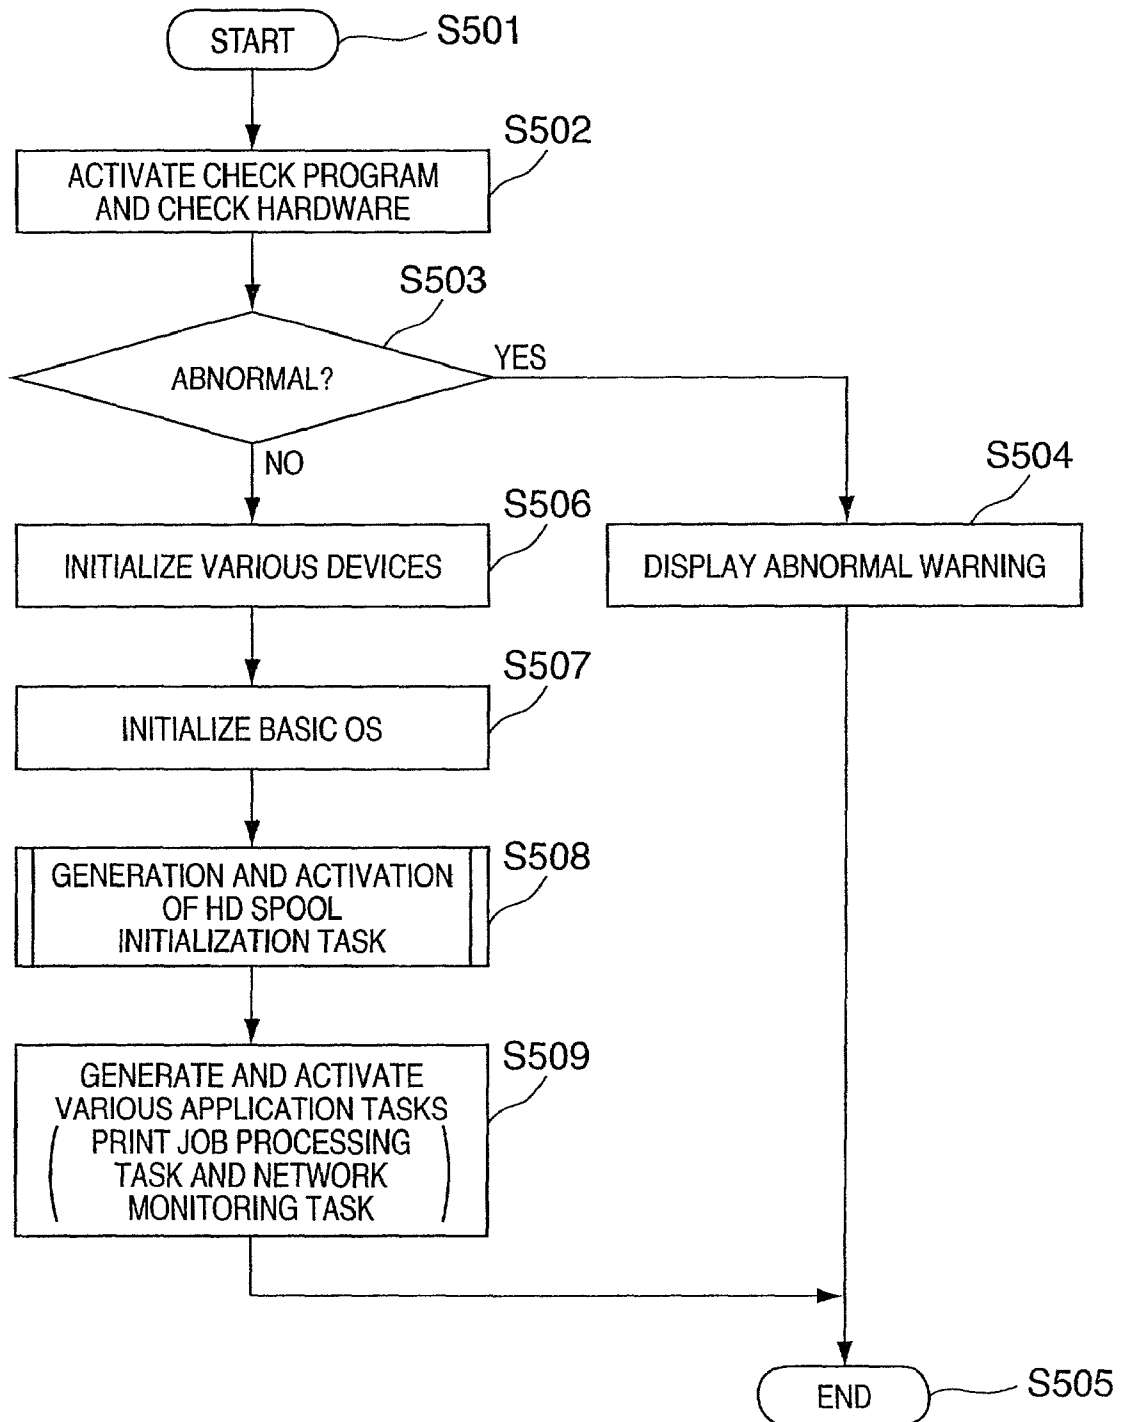 START
S501
S502
ACTIVATE CHECK PROGRAM
AND CHECK HARDWARE
S503
ABNORMAL?
YES
NO
S504
DISPLAY ABNORMAL WARNING
S506
INITIALIZE VARIOUS DEVICES
S507
INITIALIZE BASIC OS
S508
GENERATION AND ACTIVATION
OF HD SPOOL
INITIALIZATION TASK
S509
GENERATE AND ACTIVATE
VARIOUS APPLICATION TASKS
(PRINT JOB PROCESSING
TASK AND NETWORK
MONITORING TASK)
END
S505